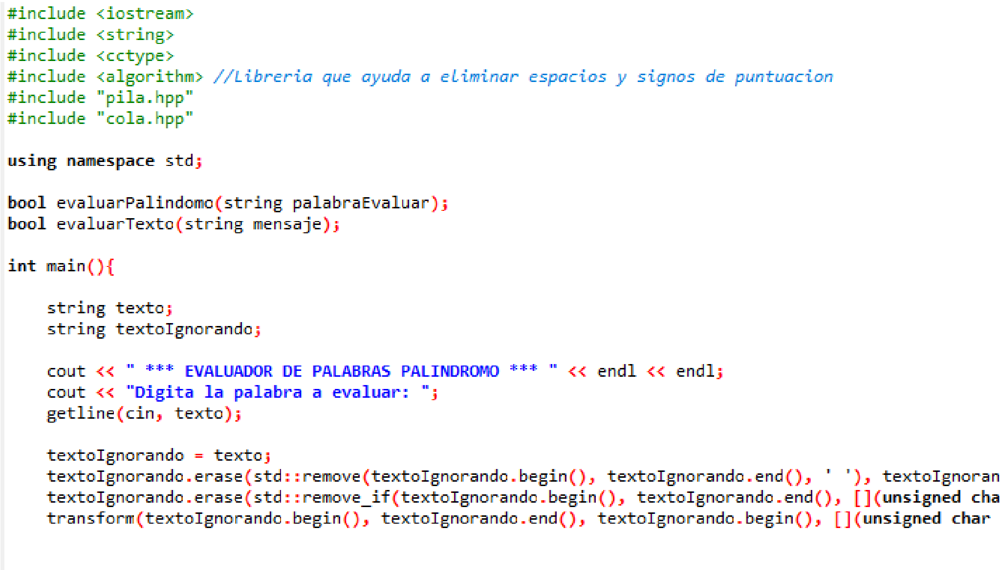 #include <iostream>
#include <string>
#include <cctype>
#include <algorithm> //Libreria que ayuda a eliminar espacios y signos de puntuacion
#include "pila.hpp"
#include "cola.hpp"
using namespace std;
bool evaluarPalindomo(string palabraEvaluar);
bool evaluarTexto(string mensaje);
int main(){
string texto;
string textoIgnorando;
cout << " *** EVALUADOR DE PALABRAS PALINDROMO *** " << endl << endl;
cout << "Digita la palabra a evaluar: ";
getline(cin, texto);
textoIgnorando = texto;
textoIgnorando.erase(std::remove(textoIgnorando.begin(), textoIgnorando.end(), ' '), textoIgnoran
textoIgnorando.erase(std::remove_if(textoIgnorando.begin(), textoIgnorando.end(), [](unsigned cha
transform(textoIgnorando.begin(), textoIgnorando.end(), textoIgnorando.begin(), [](unsigned char